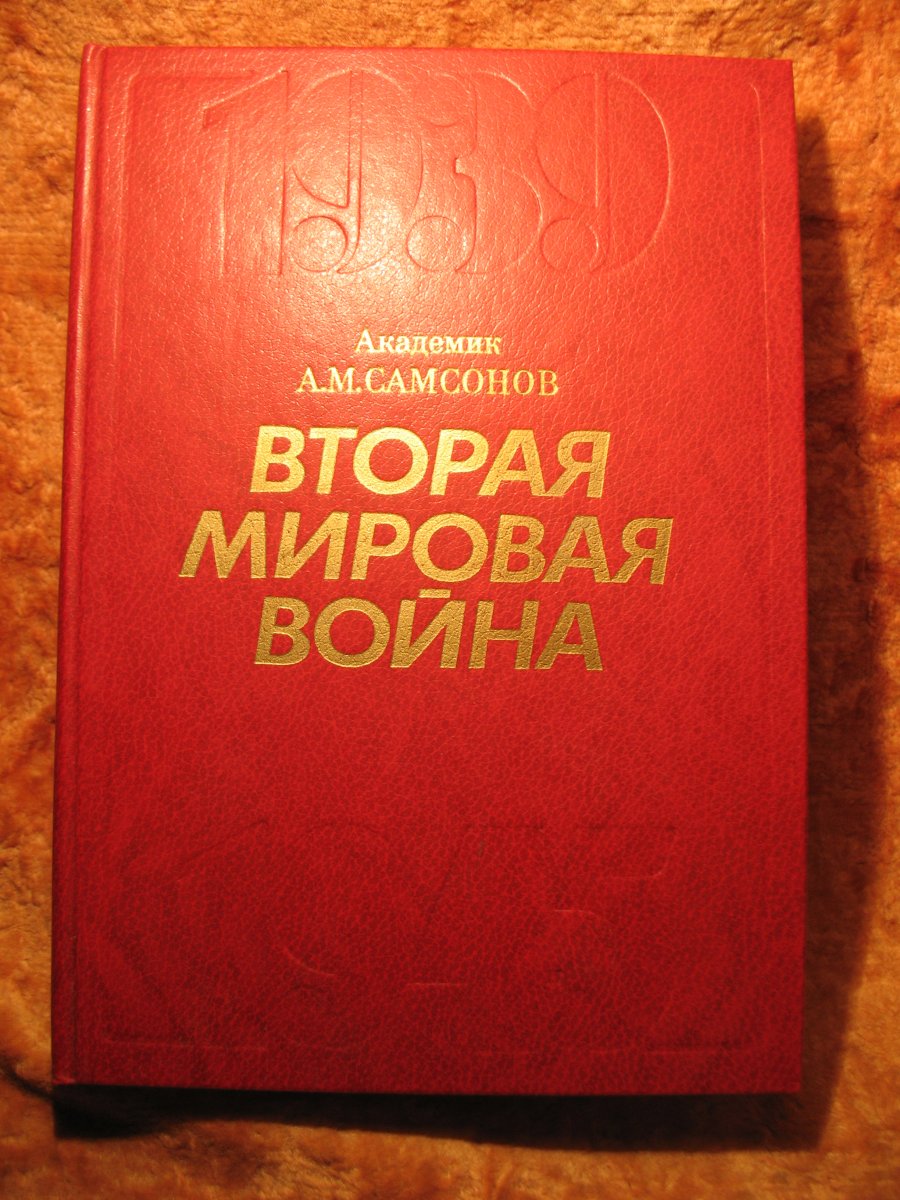 1939
Академик
А.М.САМСОНОВ
ВТОРАЯ
МИРОВАЯ
ВОЙНА